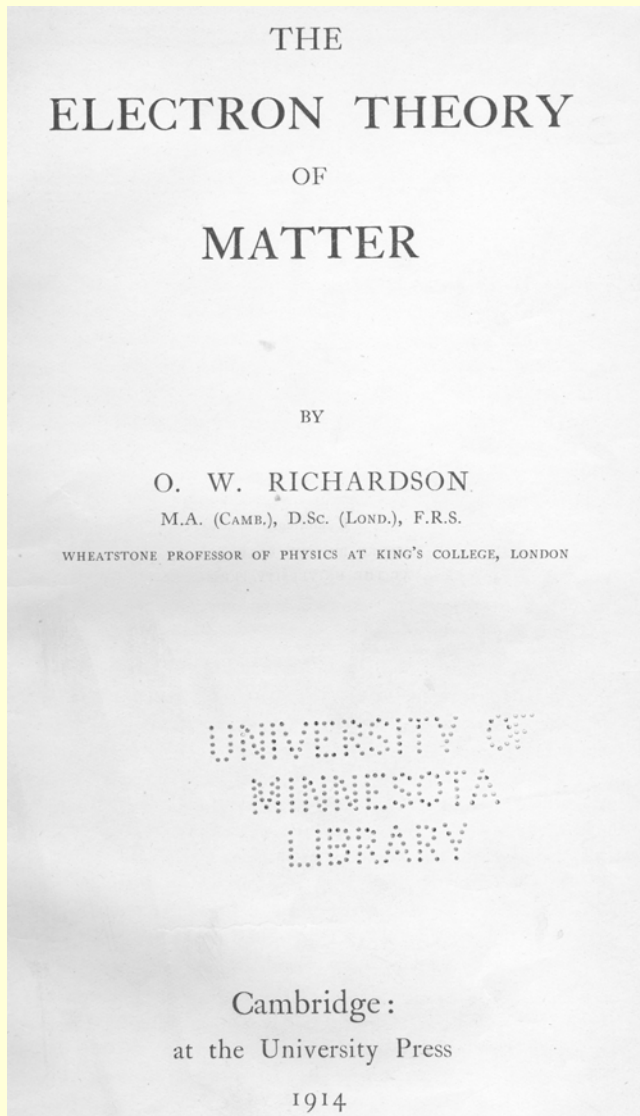 THE
ELECTRON THEORY
OF
MATTER
BY
O. W. RICHARDSON
M.A. (CAMB.), D.SC. (LOND.), F.R.S.
WHEATSTONE PROFESSOR OF PHYSICS AT KING'S COLLEGE, LONDON
UNIVERSITY OF
MINNESOTA
LIBRARY
Cambridge:
at the University Press
1914